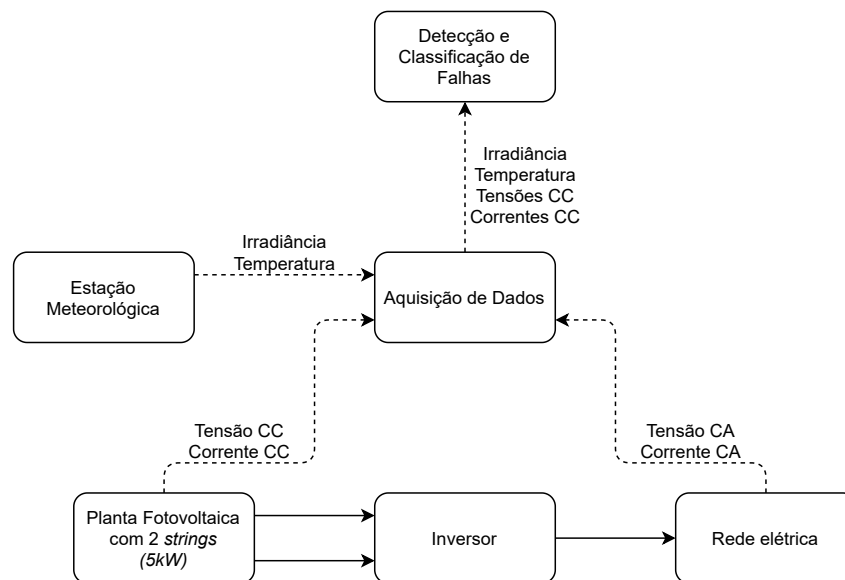 Detecção e
Classificação de
Falhas
Irradiância
Temperatura
Tensões CC
Correntes CC
Irradiância
Temperatura
Estação
Meteorológica
Aquisição de Dados
Tensão CC
Corrente CC
Tensão CA
Corrente CA
Planta Fotovoltaica
com 2 strings
(5kW)
Inversor
Rede elétrica